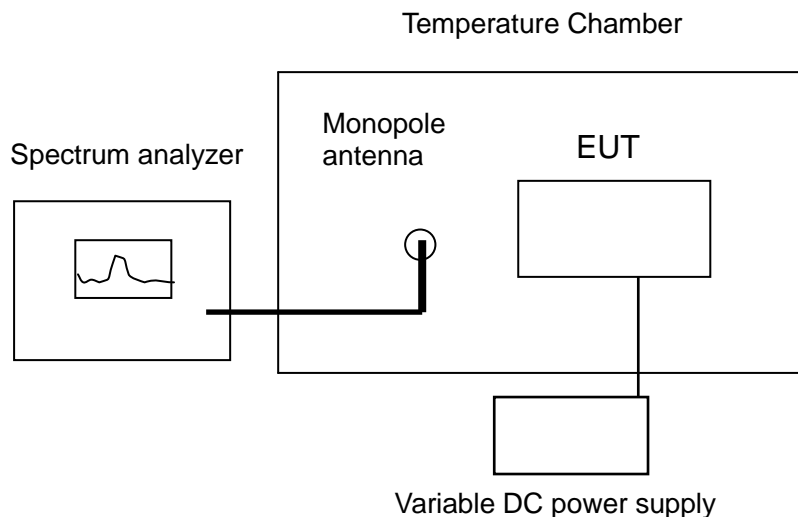 Temperature Chamber
Monopole
antenna
EUT
Spectrum analyzer
Variable DC power supply